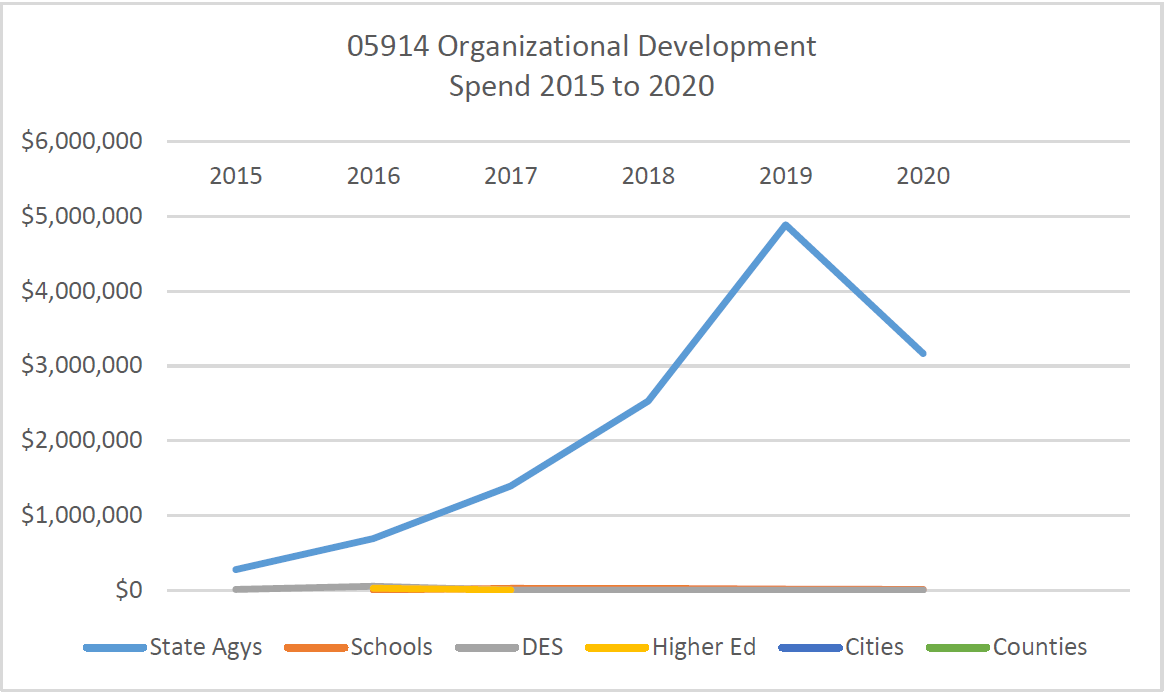 05914 Organizational Development
Spend 2015 to 2020
$6,000,000
2015 2016 2017 2018 2019 2020
$5,000,000
$4,000,000
$3,000,000
$2,000,000
$1,000,000
$0
State Agys Schools DES Higher Ed Cities Counties